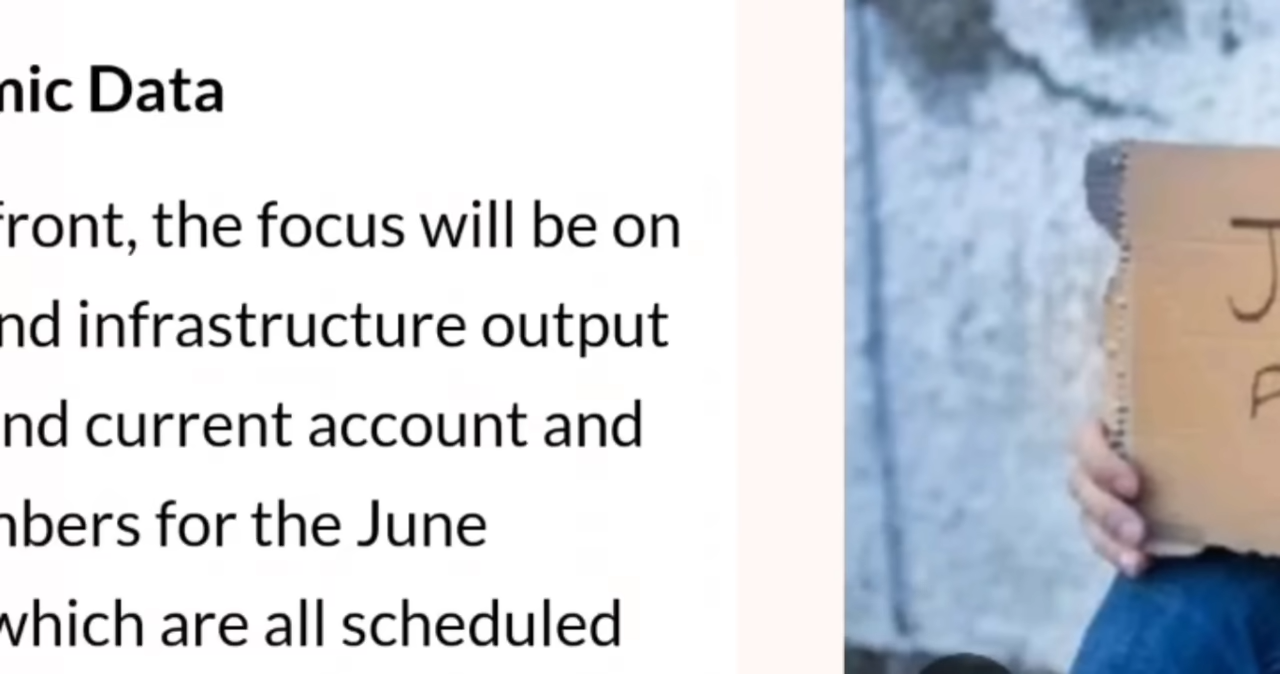 mic Data
front, the focus will be on
nd infrastructure output
nd current account and
nbers for the June
which are all scheduled
J
A